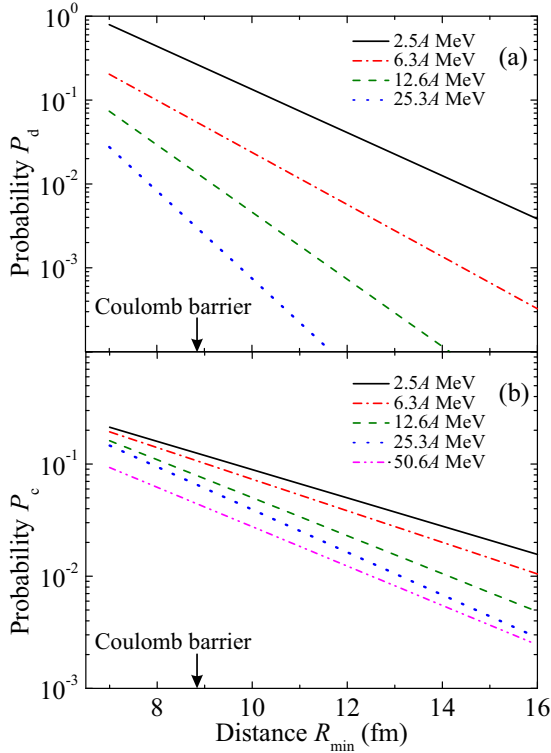 10⁰
10⁻¹
10⁻²
10⁻³
Probability P_d
2.5A MeV
6.3A MeV
12.6A MeV
25.3A MeV
(a)
Coulomb barrier
10⁻¹
10⁻²
10⁻³
Probability P_c
2.5A MeV
6.3A MeV
12.6A MeV
25.3A MeV
50.6A MeV
(b)
Coulomb barrier
8 10 12 14 16
Distance R_min (fm)